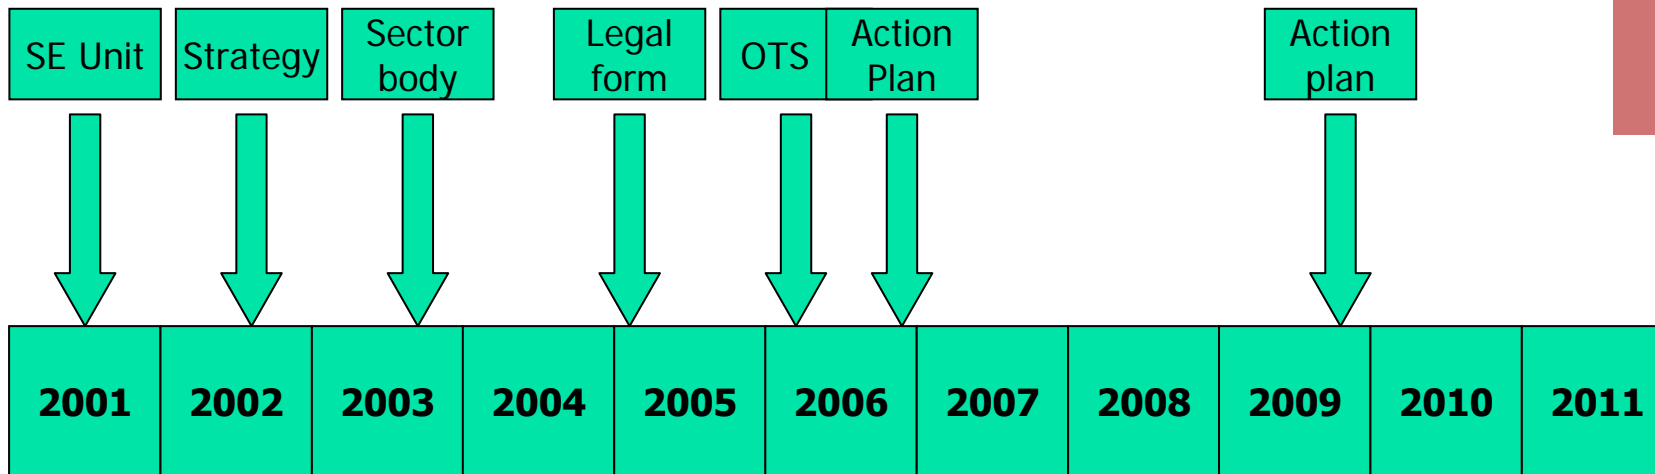 SE Unit
Strategy
Sector
body
Legal
form
OTS
Action
Plan
Action
plan
2001 2002 2003 2004 2005 2006 2007 2008 2009 2010 2011